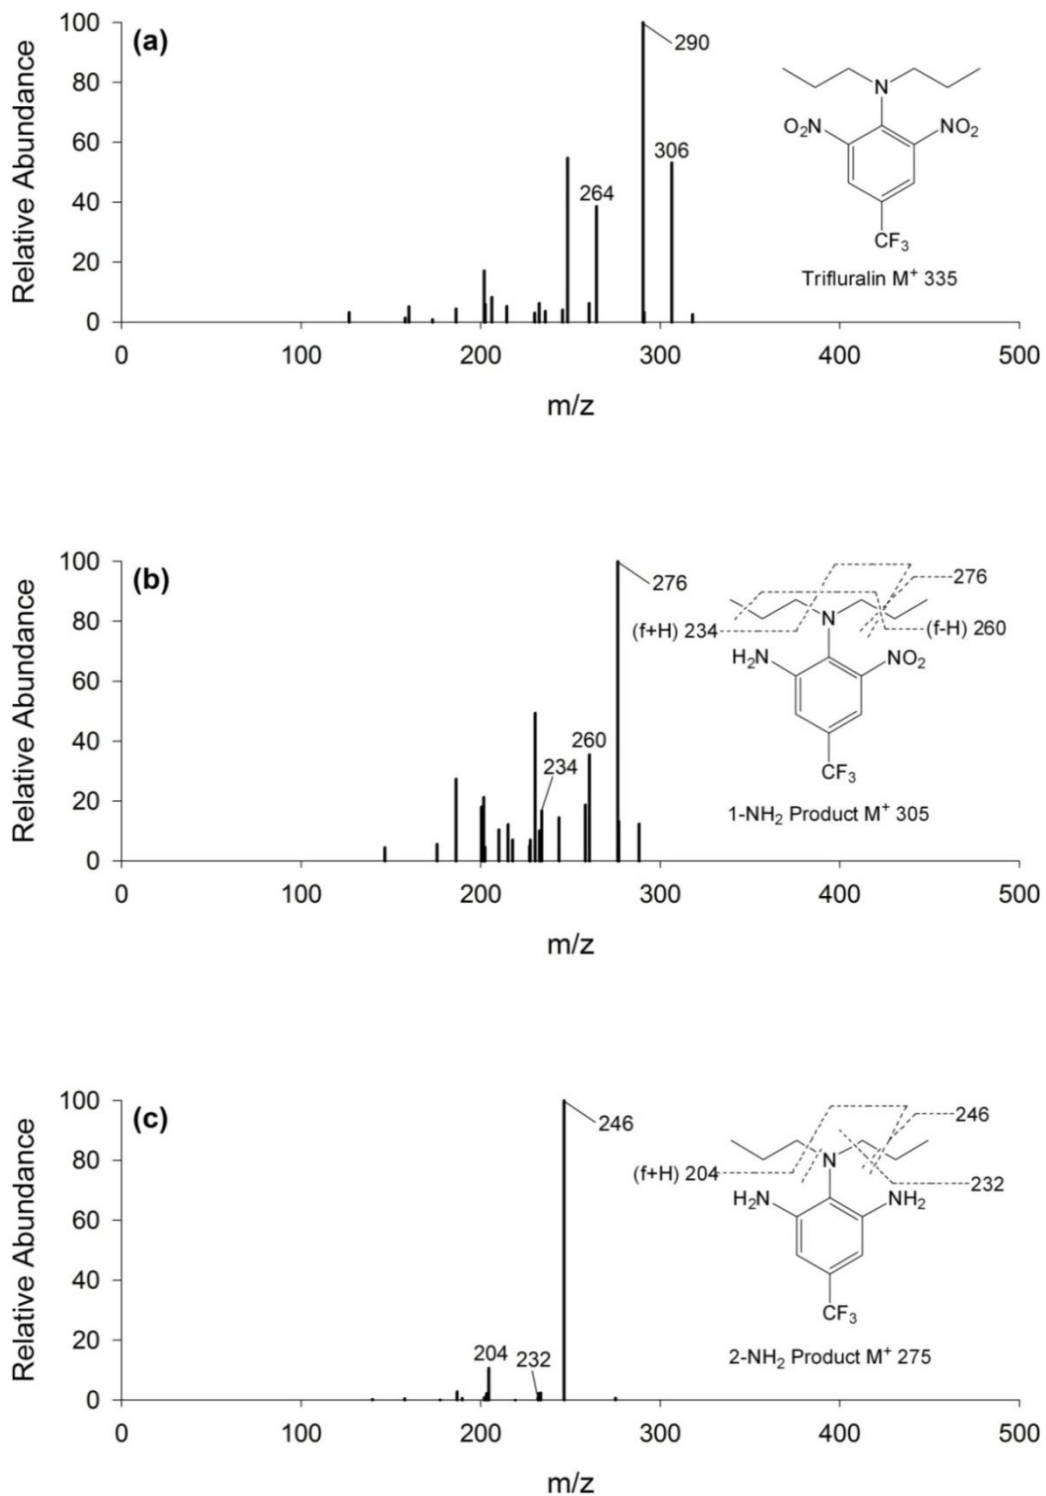 (a)
Relative Abundance
100
80
60
40
20
0
290
306
264
N
O₂N
NO₂
CF₃
Trifluralin M⁺ 335
0 100 200 300 400 500
m/z
(b)
Relative Abundance
100
80
60
40
20
0
276
260
234
276
(f+H) 234
N
(f-H) 260
H₂N
NO₂
CF₃
1-NH₂ Product M⁺ 305
0 100 200 300 400 500
m/z
(c)
Relative Abundance
100
80
60
40
20
0
246
204 232
246
N
(f+H) 204
232
H₂N
NH₂
CF₃
2-NH₂ Product M⁺ 275
0 100 200 300 400 500
m/z